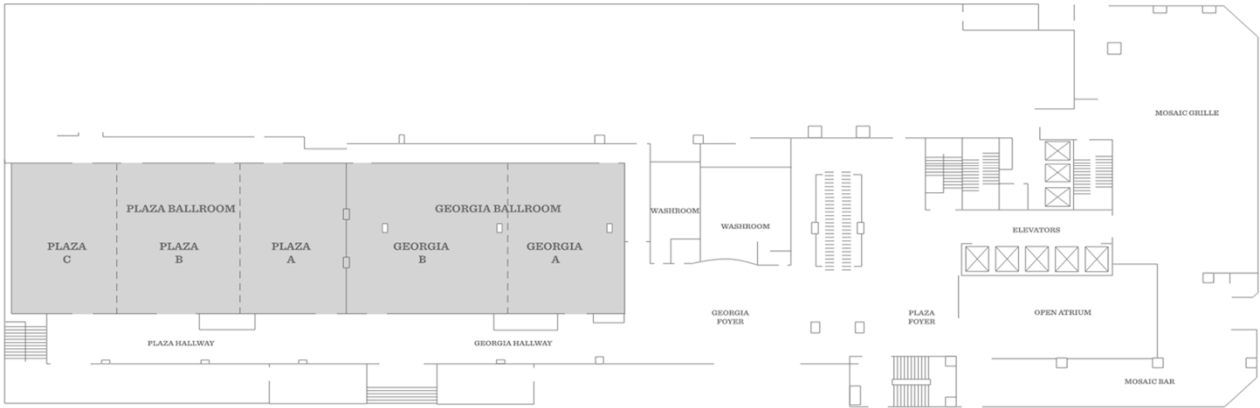 MOSAIC GRILLE
PLAZA BALLROOM
GEORGIA BALLROOM
WASHROOM
WASHROOM
ELEVATORS
PLAZA
C
PLAZA
B
PLAZA
A
GEORGIA
B
GEORGIA
A
GEORGIA
FOYER
PLAZA
FOYER
OPEN ATRIUM
PLAZA HALLWAY
GEORGIA HALLWAY
MOSAIC BAR